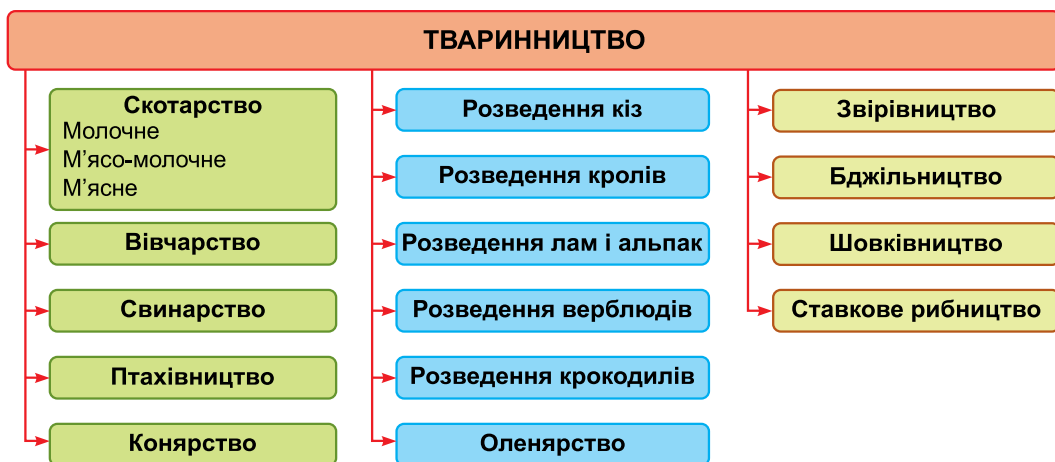 ТВАРИННИЦТВО
Скотарство
Молочне
М’ясо-молочне
М’ясне
Вівчарство
Свинарство
Птахівництво
Конярство
Розведення кіз
Розведення кролів
Розведення лам і альпак
Розведення верблюдів
Розведення крокодилів
Оленярство
Звірівництво
Бджільництво
Шовківництво
Ставкове рибництво